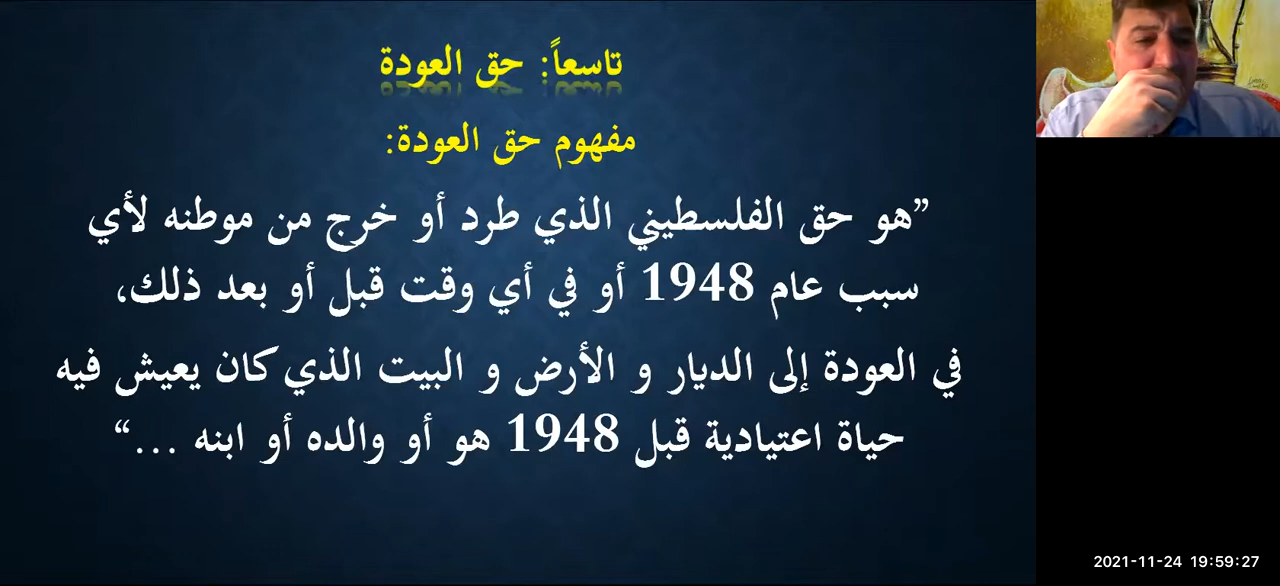 تاسعاً: حق العودة
مفهوم حق العودة:
”هو حق الفلسطيني الذي طرد أو خرج من موطنه لأي
سبب عام 1948 أو في أي وقت قبل أو بعد ذلك،
في العودة إلى الديار و الأرض و البيت الذي كان يعيش فيه
حياة اعتيادية قبل 1948 هو أو والده أو ابنه ...“
2021-11-24 19:59:27